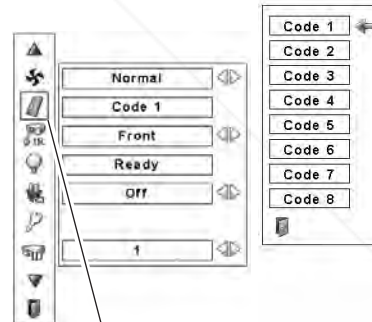 Normal
Code 1
Front
Ready
Off
1
Code 1
Code 2
Code 3
Code 4
Code 5
Code 6
Code 7
Code 8